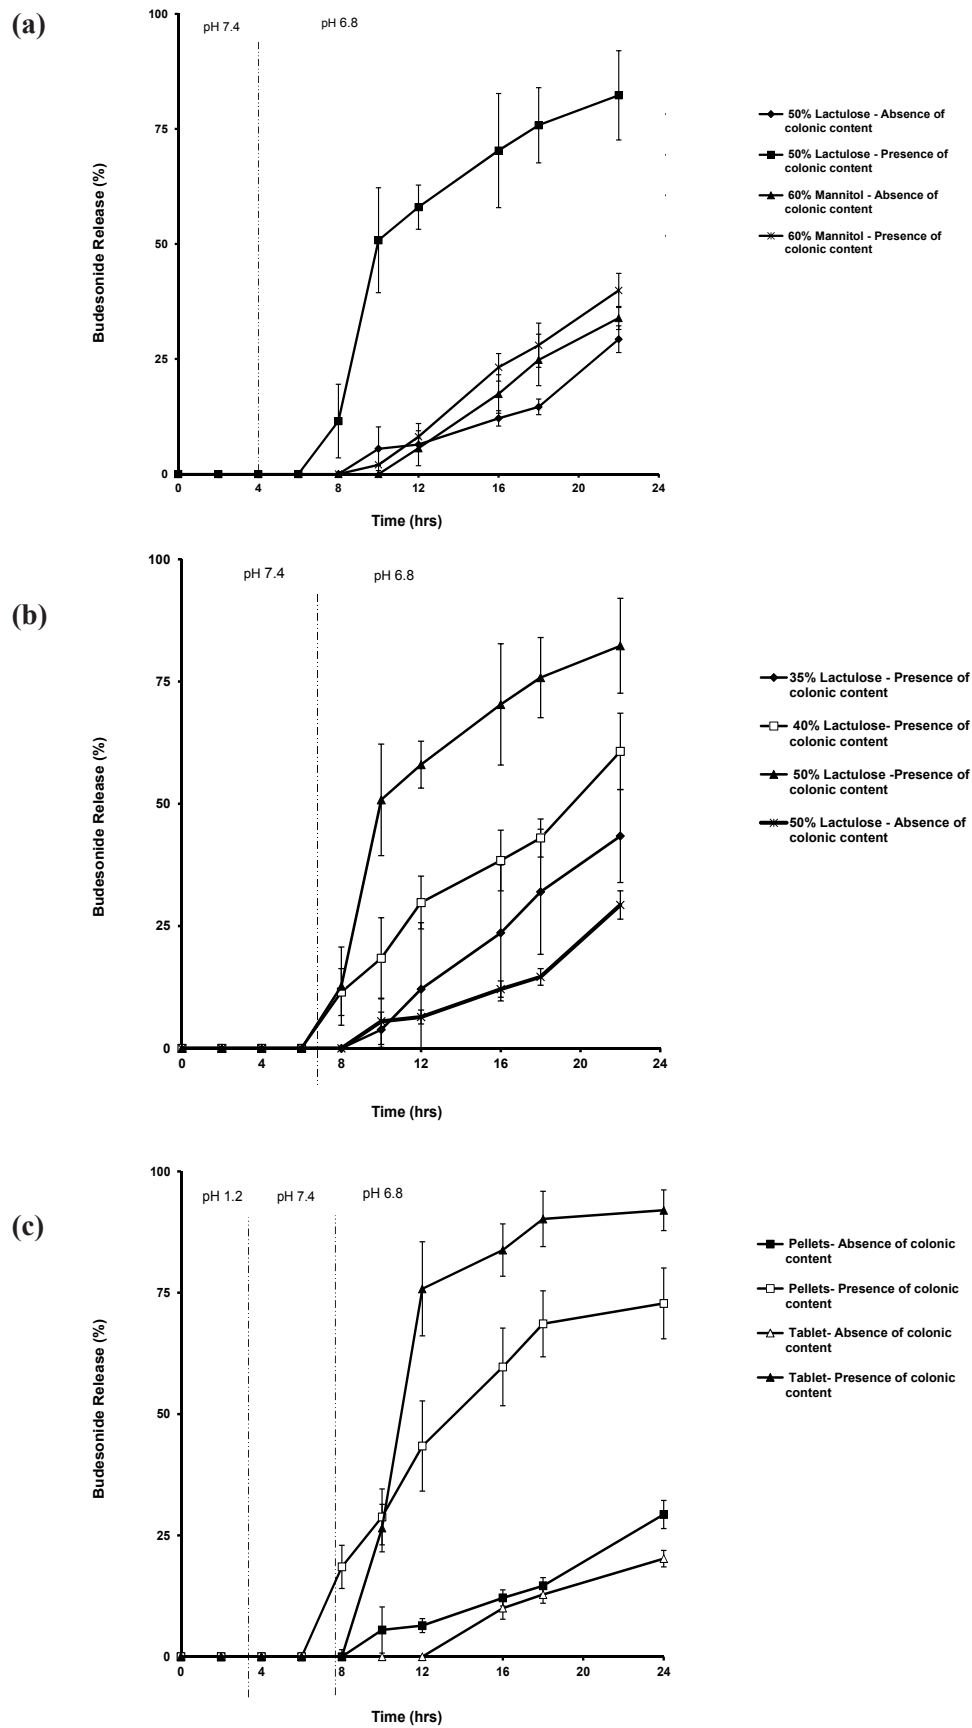 (a)
100
pH 7.4
pH 6.8
75
50
25
0
0
4
8
12
16
20
24
Budesonide Release (%)
Time (hrs)
50% Lactulose - Absence of
colonic content
50% Lactulose - Presence of
colonic content
60% Mannitol - Absence of
colonic content
60% Mannitol - Presence of
colonic content
(b)
100
pH 7.4
pH 6.8
75
50
25
0
0
4
8
12
16
20
24
Budesonide Release (%)
Time (hrs)
35% Lactulose - Presence of
colonic content
40% Lactulose- Presence of
colonic content
50% Lactulose -Presence of
colonic content
50% Lactulose - Absence of
colonic content
(c)
100
pH 1.2
pH 7.4
pH 6.8
75
50
25
0
0
4
8
12
16
20
24
Budesonide Release (%)
Time (hrs)
Pellets- Absence of colonic
content
Pellets- Presence of colonic
content
Tablet- Absence of colonic
content
Tablet- Presence of colonic
content